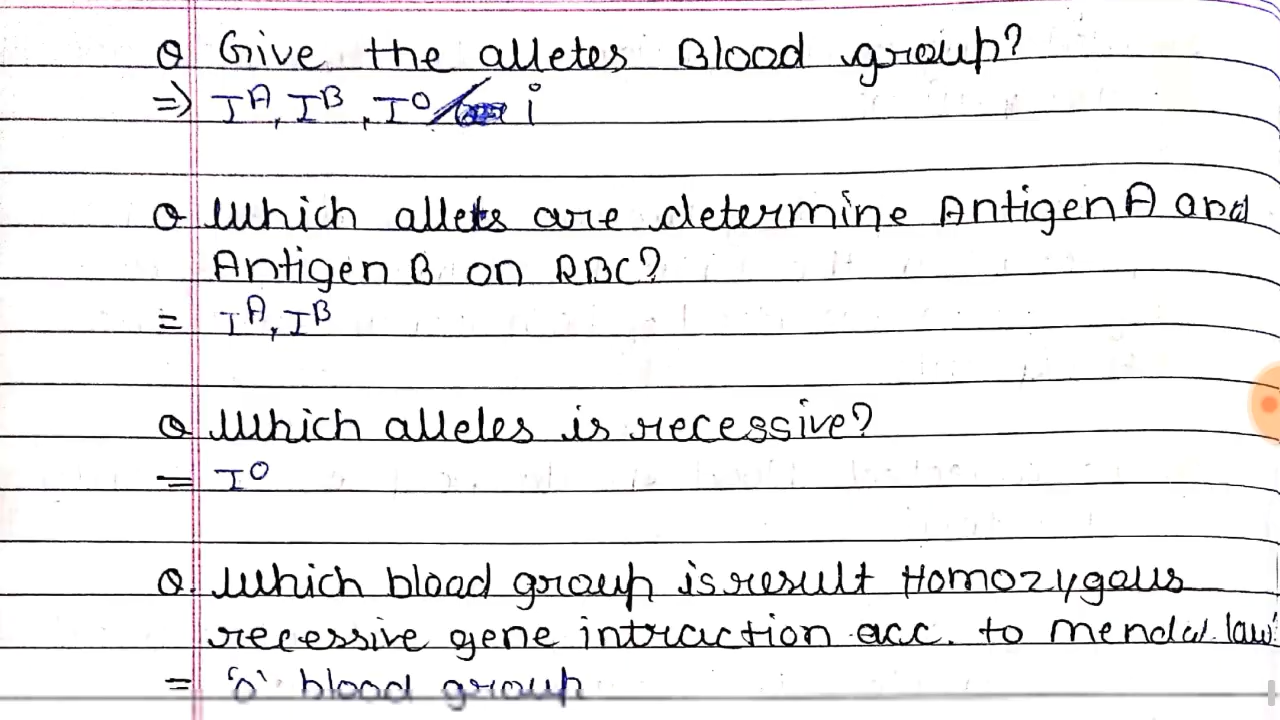 Q Give the alletes Blood group?
=> I^A, I^B, I^O/ i
Q Which allets are determine Antigen A and
Antigen B on RBC?
= I^A, I^B
Q Which alleles is recessive?
= I^O
Q. Which blood group is result Homozygous
recessive gene intraction acc. to mendel law
= 'O' blood group